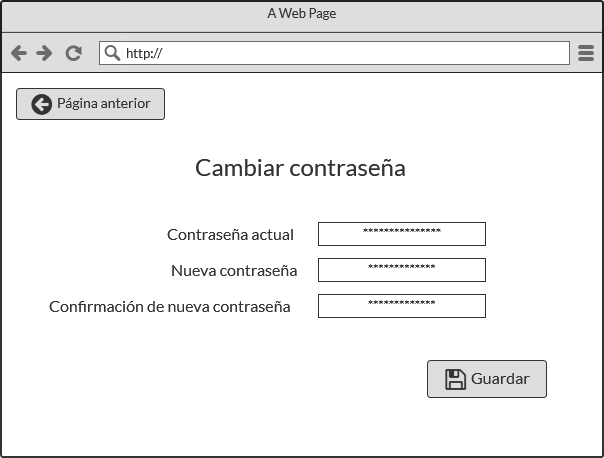 A Web Page
http://
Página anterior
Cambiar contraseña
Contraseña actual ***************
Nueva contraseña *************
Confirmación de nueva contraseña *************
Guardar